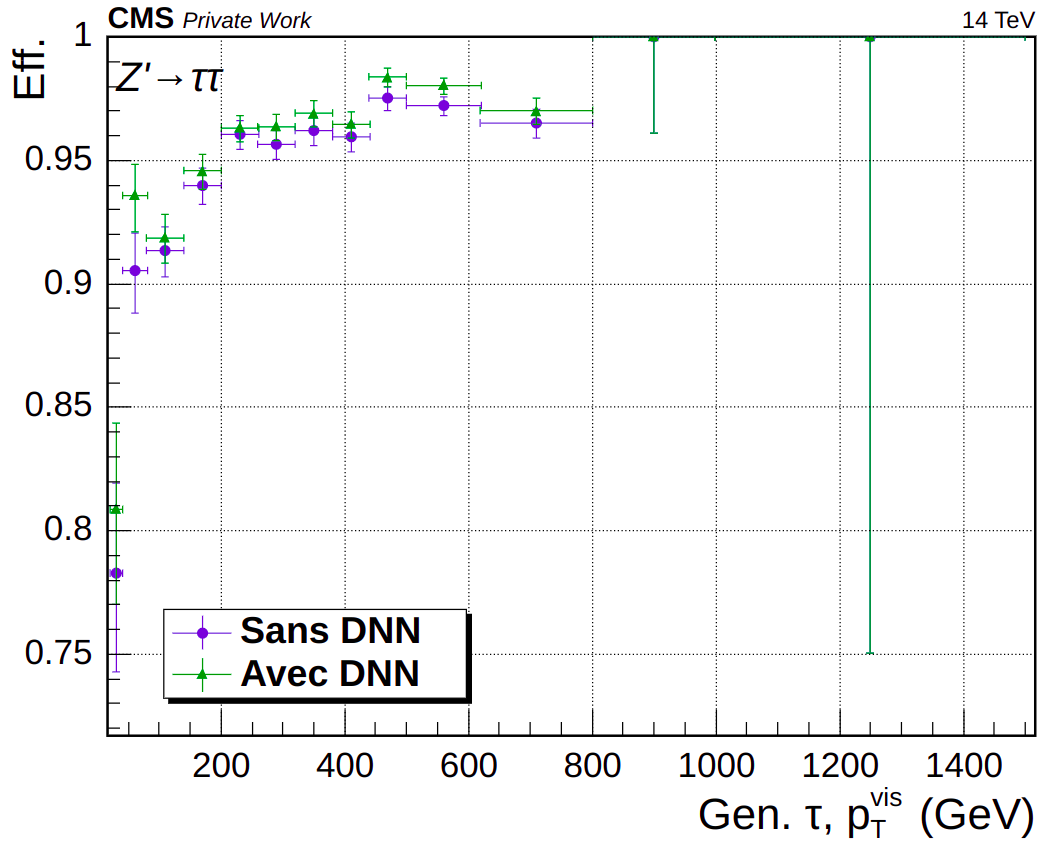 CMS Private Work 14 TeV
Eff.
Z'→ττ
1
0.95
0.9
0.85
0.8
0.75
Sans DNN
Avec DNN
200 400 600 800 1000 1200 1400
Gen. τ, p_T^vis (GeV)